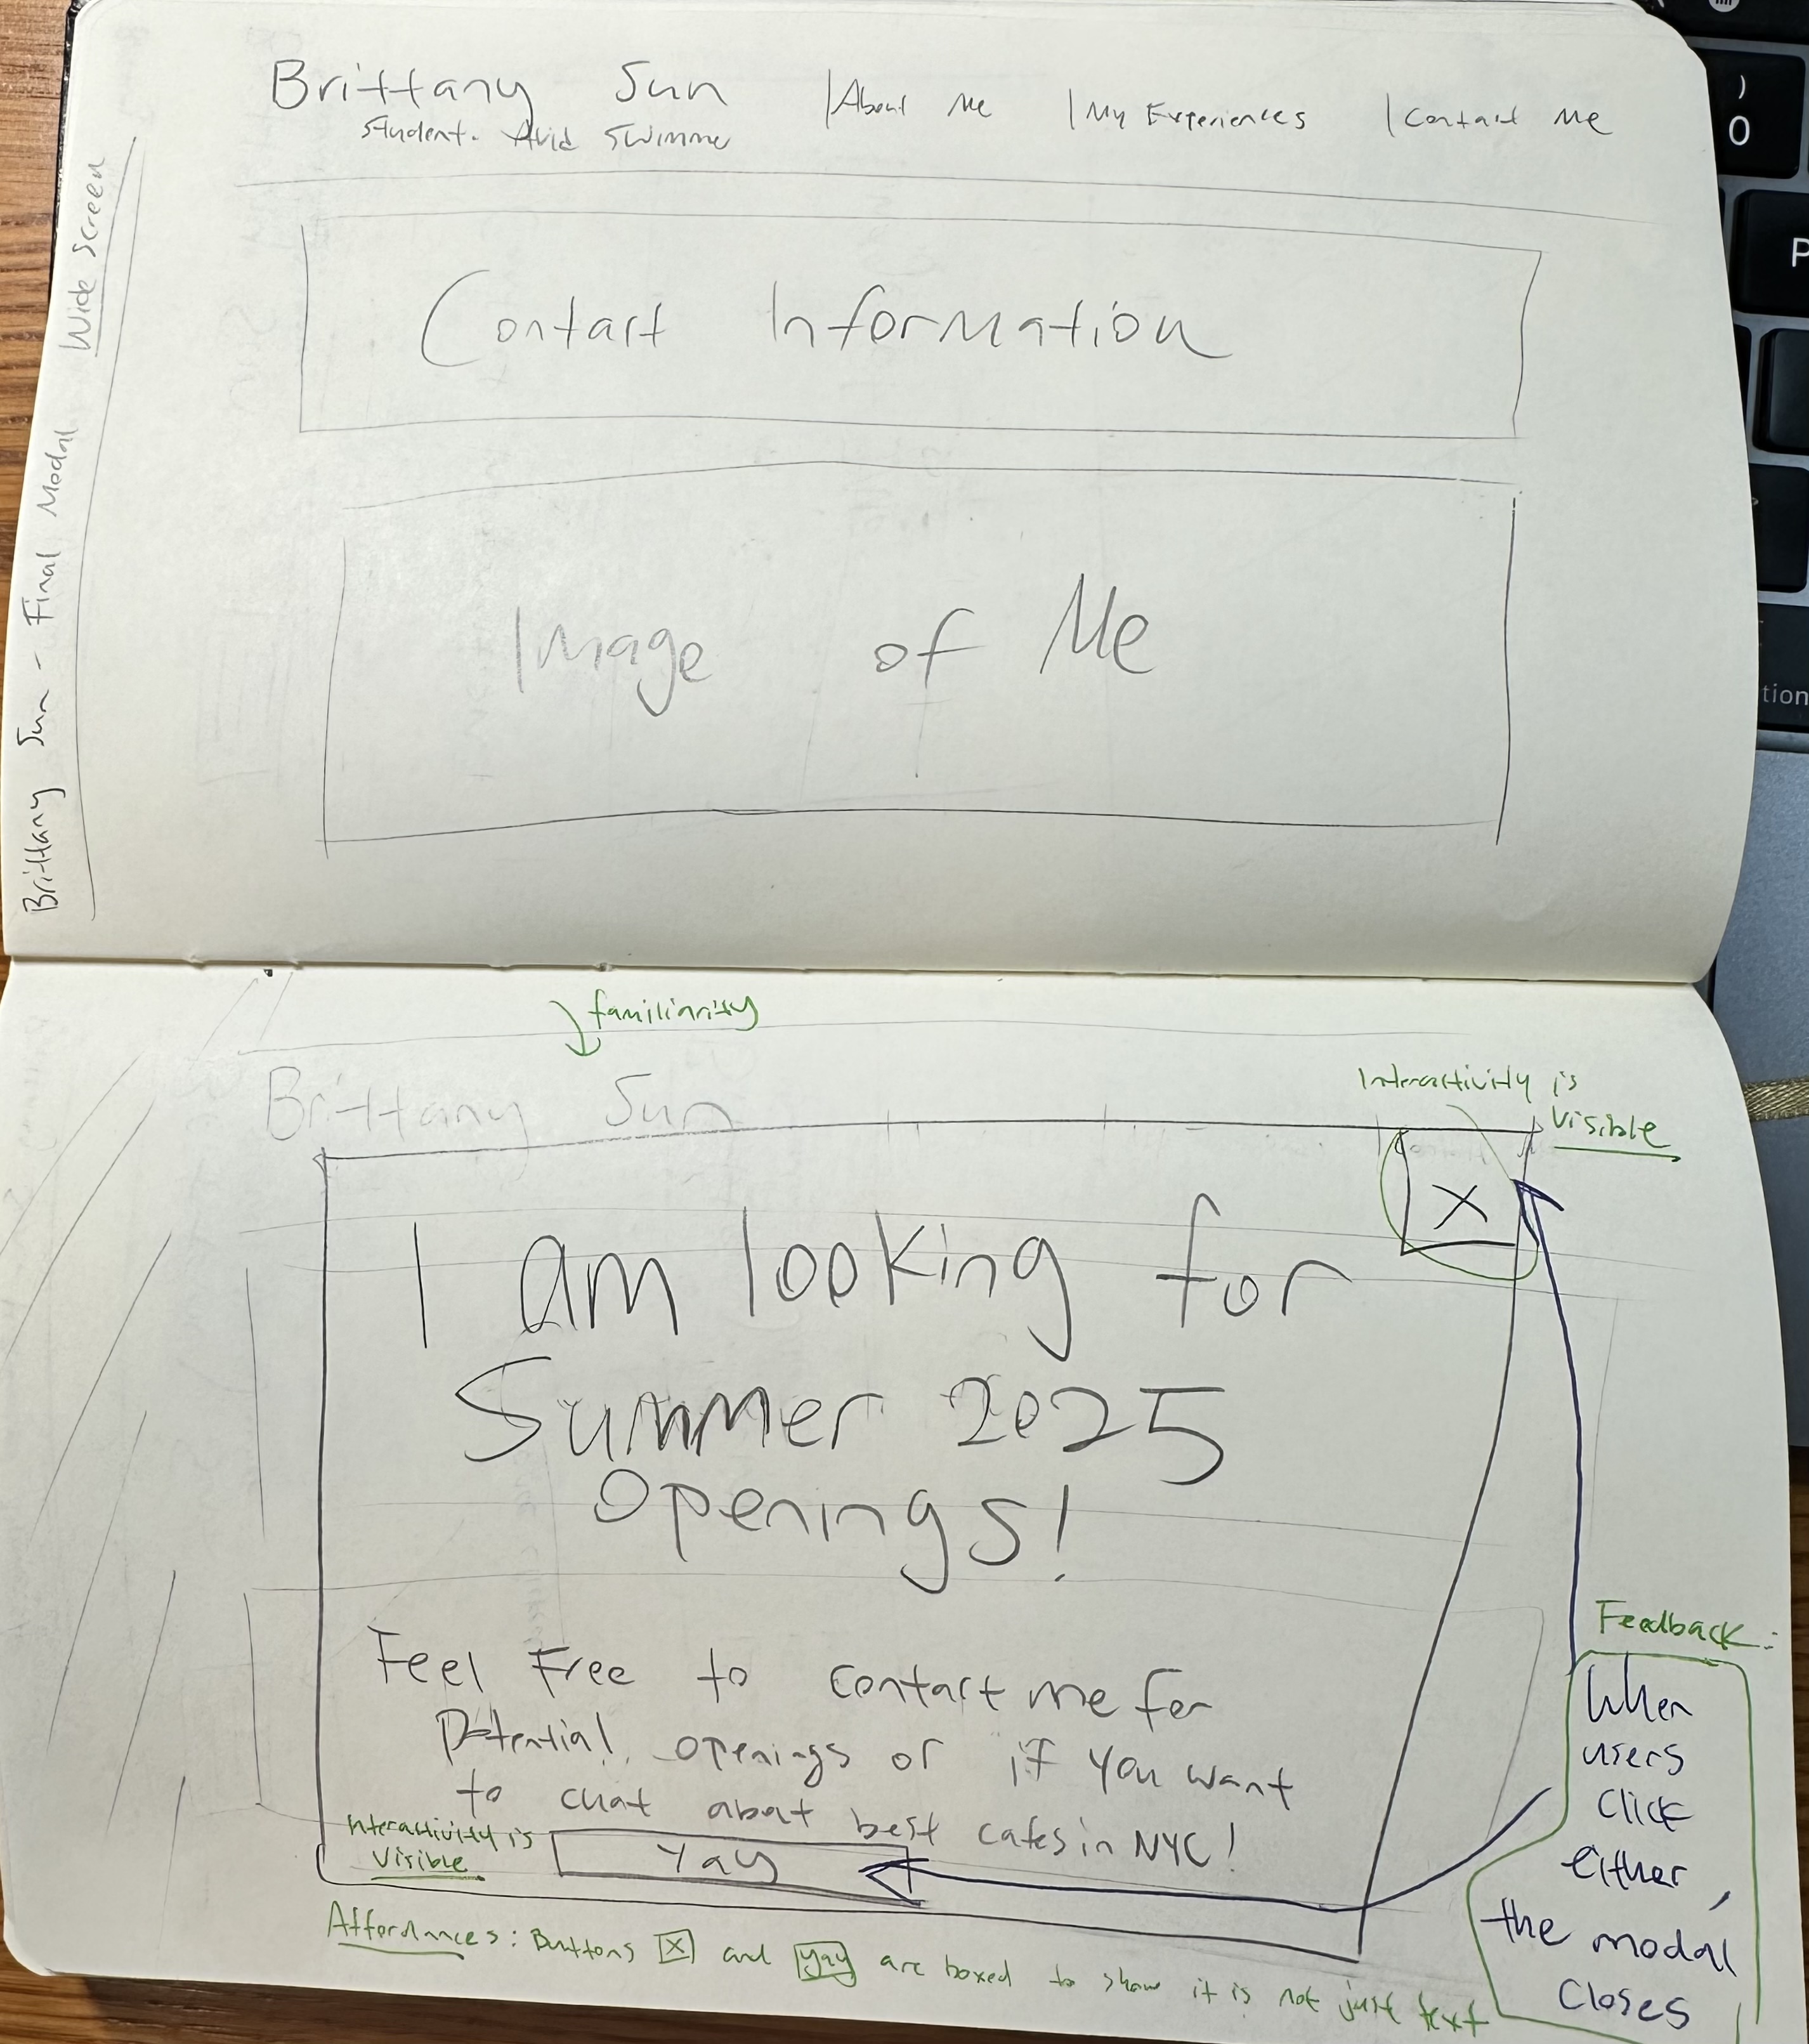 Brittany Sun - Final Modal Wide Screen
Brittany Sun |About Me |My Experiences |Contact Me
Student. Avid Swimmer
Contact Information
Image of Me
familiarity
Brittany Sun
Interactivity is
Visible
X
I am looking for
Summer 2025
Openings!
Feel Free to contact me for
Potential openings or if you want
to chat about best cafes in NYC!
Interactivity is
Visible
Yay
Feedback:
When
users
click
either,
the modal
closes
Affordances: Buttons X and yay are boxed to show it is not just text
)
0
P
tion